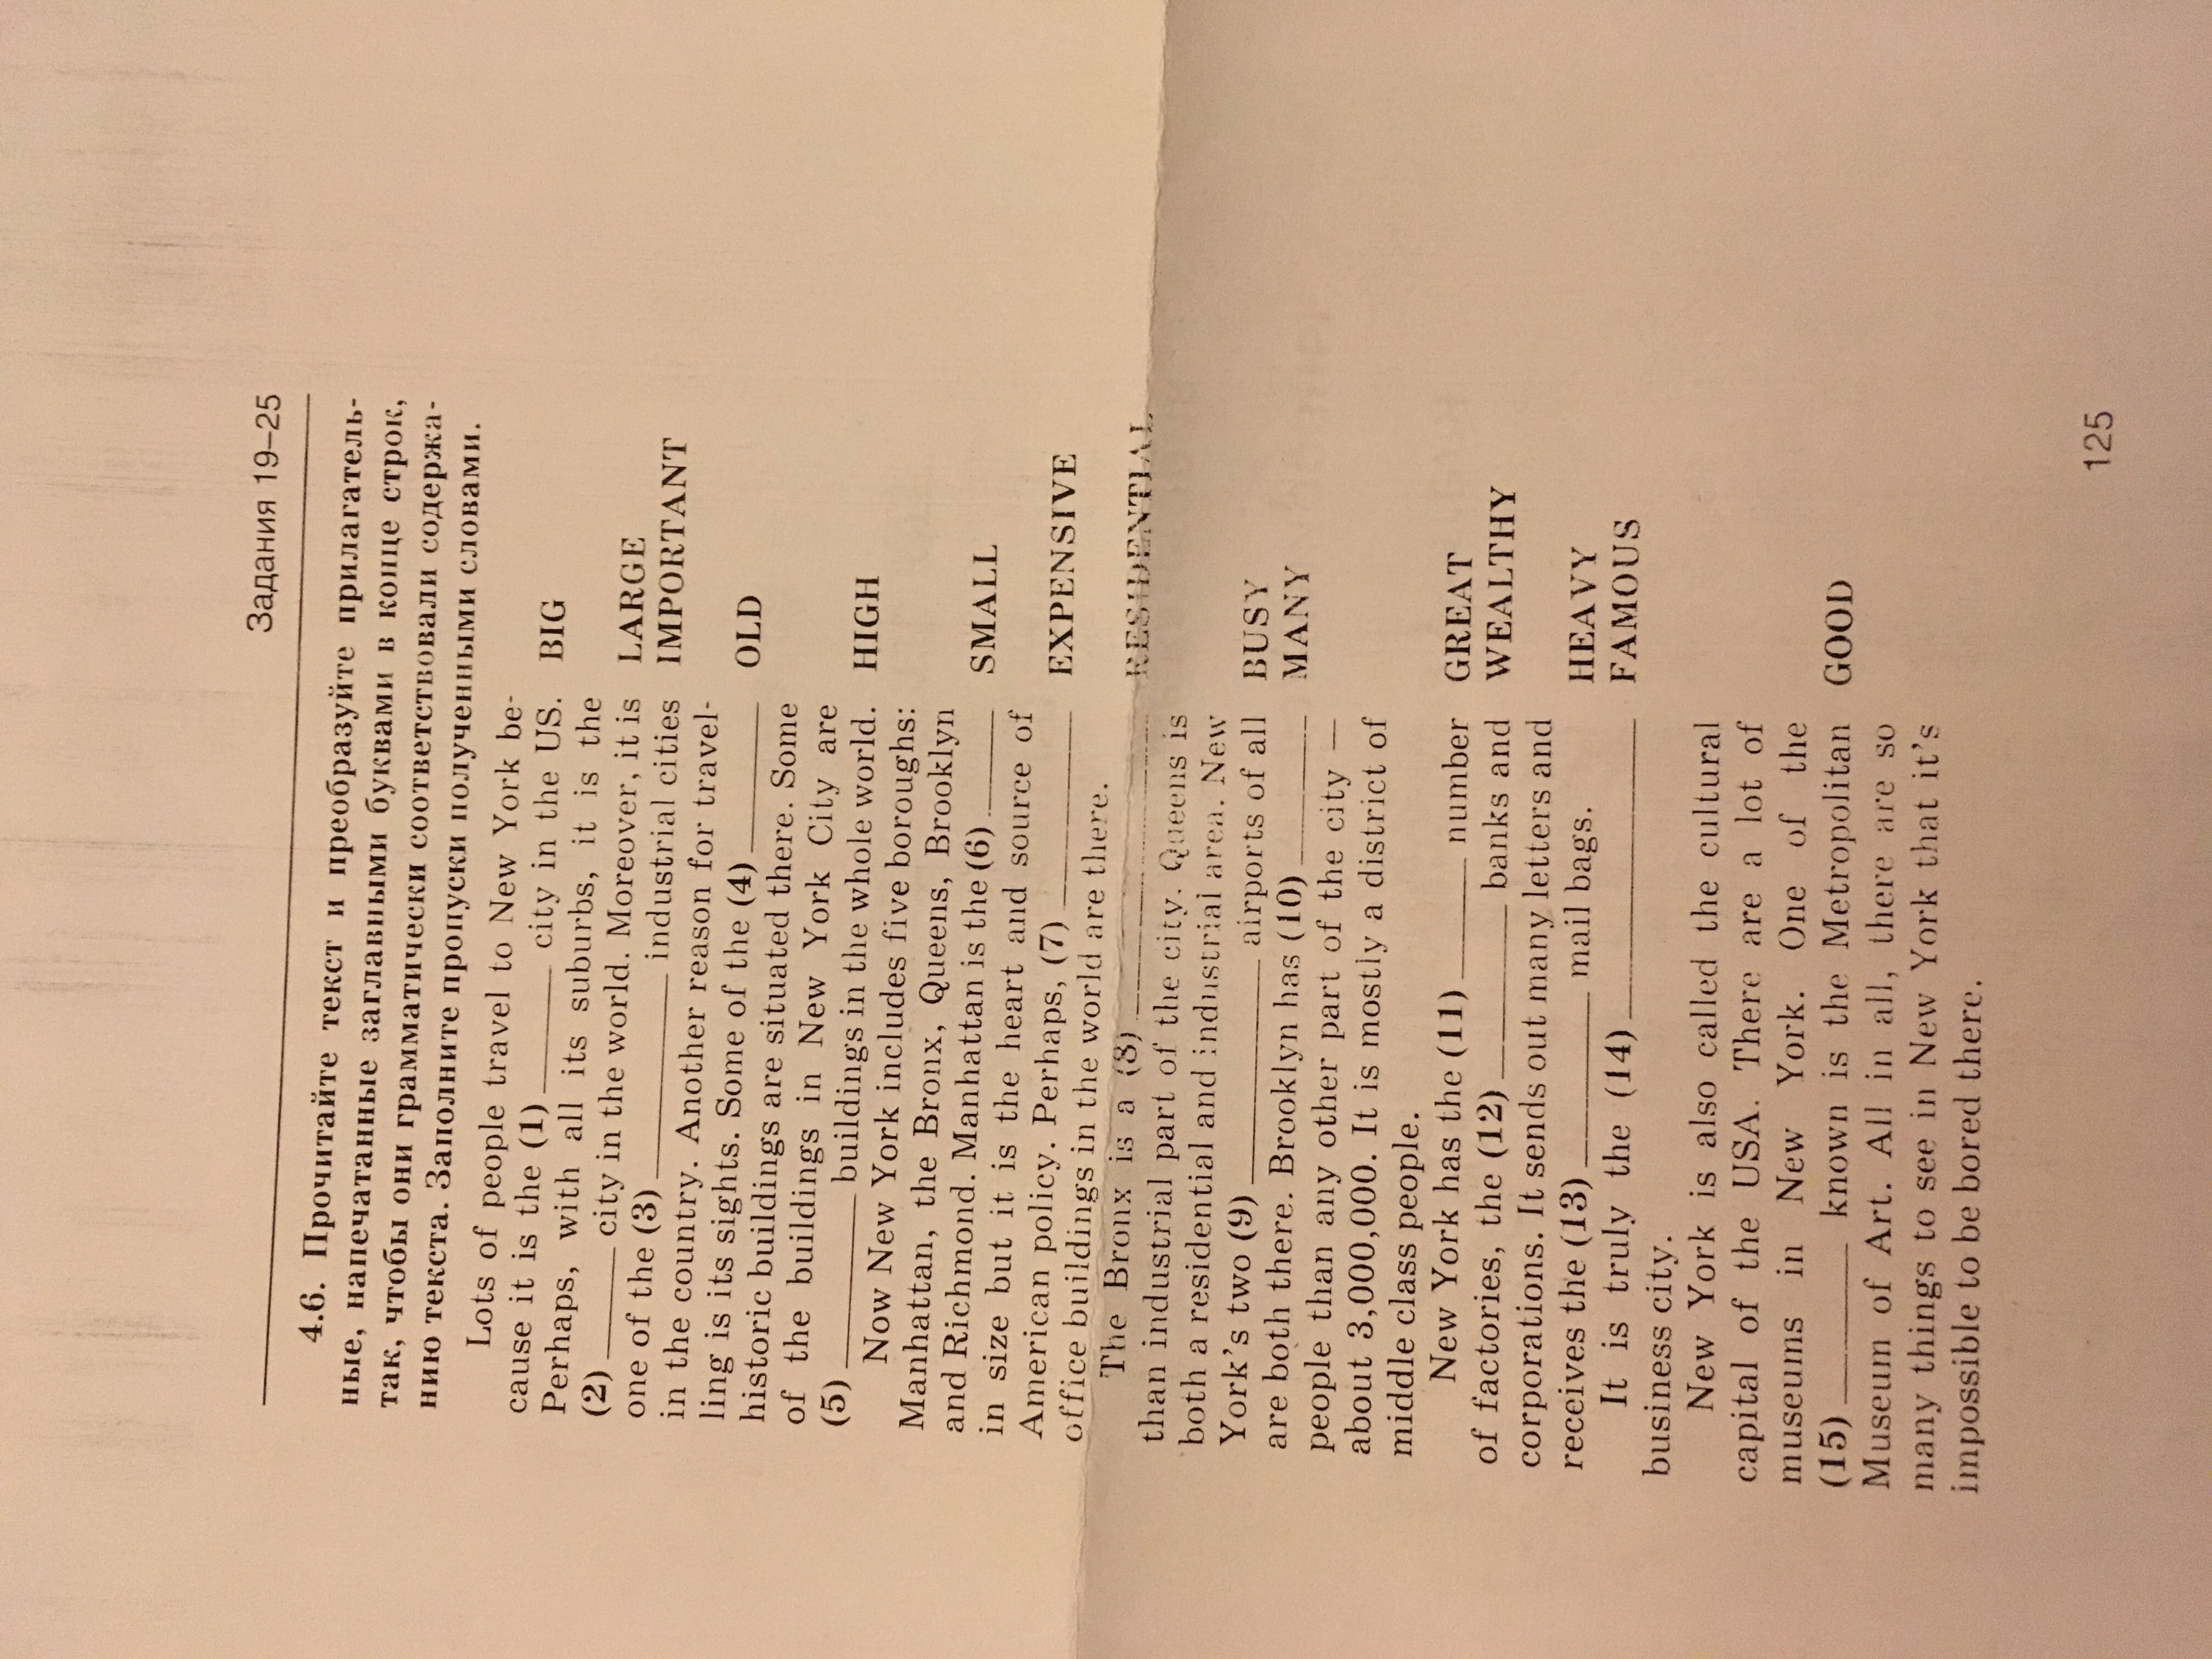 Задания 19–25
4.6. Прочитайте текст и преобразуйте прилагатель-
ные, напечатанные заглавными буквами в конце строк,
так, чтобы они грамматически соответствовали содержа-
нию текста. Заполните пропуски полученными словами.
Lots of people travel to New York be-
cause it is the (1) ______ city in the US. BIG
Perhaps, with all its suburbs, it is the
(2) ______ city in the world. Moreover, it is LARGE
one of the (3) ______ industrial cities IMPORTANT
in the country. Another reason for travel-
ling is its sights. Some of the (4) ______ OLD
historic buildings are situated there. Some
of the buildings in New York City are
(5) ______ buildings in the whole world. HIGH
Now New York includes five boroughs:
Manhattan, the Bronx, Queens, Brooklyn
and Richmond. Manhattan is the (6) ______ SMALL
in size but it is the heart and source of
American policy. Perhaps, (7) ______ EXPENSIVE
office buildings in the world are there.
The Bronx is a (8) ______ RESIDENTIAL
than industrial part of the city. Queens is
both a residential and industrial area. New
York's two (9) ______ airports of all BUSY
are both there. Brooklyn has (10) ______ MANY
people than any other part of the city —
about 3,000,000. It is mostly a district of
middle class people.
New York has the (11) ______ number GREAT
of factories, the (12) ______ banks and WEALTHY
corporations. It sends out many letters and
receives the (13) ______ mail bags. HEAVY
It is truly the (14) ______ FAMOUS
business city.
New York is also called the cultural
capital of the USA. There are a lot of
museums in New York. One of the
(15) ______ known is the Metropolitan GOOD
Museum of Art. All in all, there are so
many things to see in New York that it's
impossible to be bored there.
125